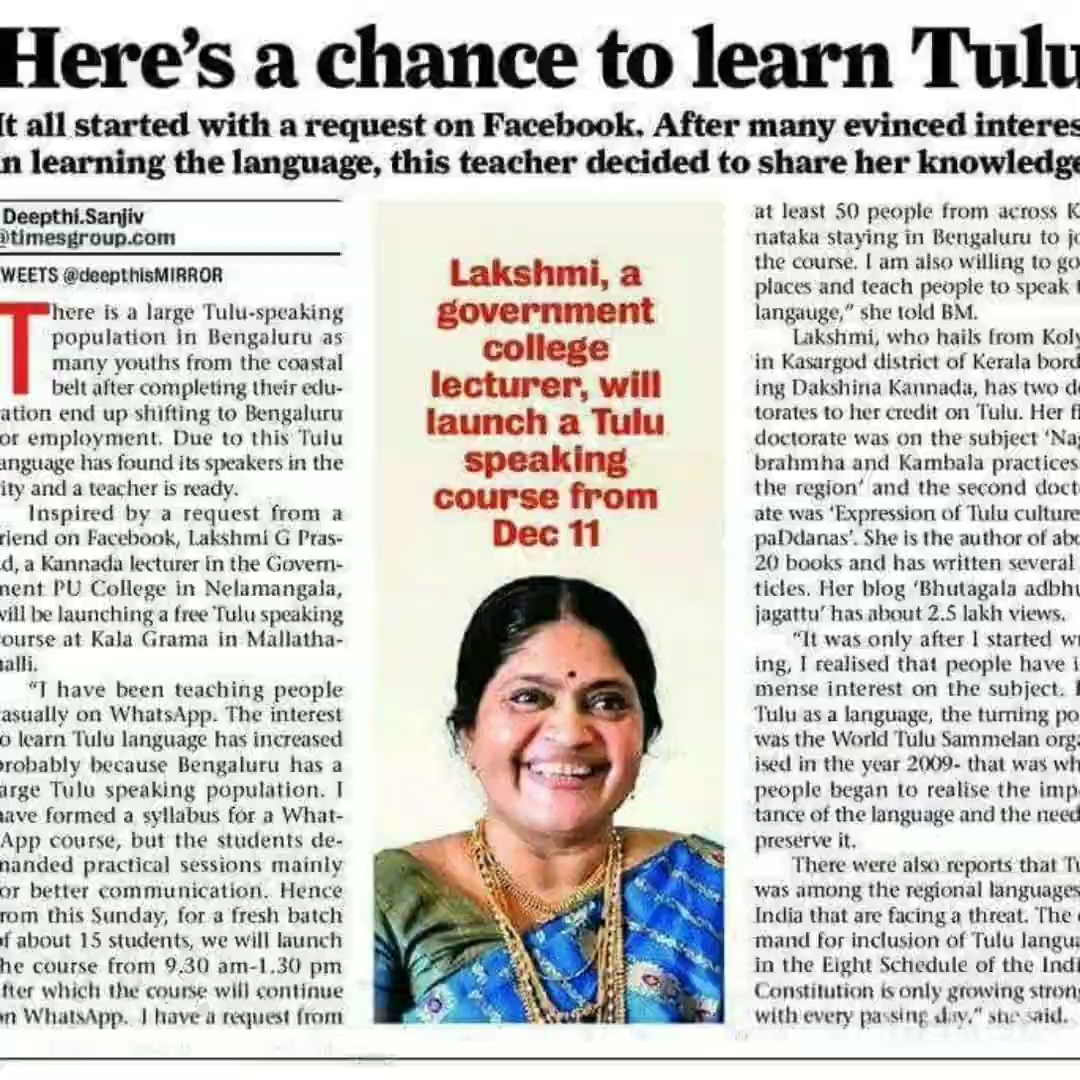 Here's a chance to learn Tulu
It all started with a request on Facebook. After many evinced interes
in learning the language, this teacher decided to share her knowledge
Deepthi.Sanjiv
@timesgroup.com
WEETS @deepthisMIRROR
There is a large Tulu-speaking
population in Bengaluru as
many youths from the coastal
belt after completing their edu-
ation end up shifting to Bengaluru
or employment. Due to this Tulu
anguage has found its speakers in the
ity and a teacher is ready.
Inspired by a request from a
riend on Facebook, Lakshmi G Pras-
d, a Kannada lecturer in the Govern-
ment PU College in Nelamangala,
will be launching a free Tulu speaking
ourse at Kala Grama in Mallatha-
alli.
"I have been teaching people
asually on WhatsApp. The interest
o learn Tulu language has increased
probably because Bengaluru has a
arge Tulu speaking population. I
have formed a syllabus for a What-
App course, but the students de-
manded practical sessions mainly
or better communication. Hence
rom this Sunday, for a fresh batch
of about 15 students, we will launch
he course from 9.30 am-1.30 pm
fter which the course will continue
on WhatsApp. I have a request from
Lakshmi, a
government
college
lecturer, will
launch a Tulu
speaking
course from
Dec 11
at least 50 people from across K
nataka staying in Bengaluru to jo
the course. I am also willing to go
places and teach people to speak t
langauge," she told BM.
Lakshmi, who hails from Koly
in Kasargod district of Kerala bord
ing Dakshina Kannada, has two do
torates to her credit on Tulu. Her fi
doctorate was on the subject 'Nag
brahmha and Kambala practices
the region' and the second doct
ate was 'Expression of Tulu culture
paDdanas'. She is the author of abo
20 books and has written several
ticles. Her blog 'Bhutagala adbhu
jagattu' has about 2.5 lakh views.
"It was only after I started wr
ing, I realised that people have i
mense interest on the subject.
Tulu as a language, the turning po
was the World Tulu Sammelan orga
ised in the year 2009- that was wh
people began to realise the imp
tance of the language and the need
preserve it.
There were also reports that Tu
was among the regional languages
India that are facing a threat. The
mand for inclusion of Tulu langua
in the Eight Schedule of the Indi
Constitution is only growing strong
with every passing day," she said.